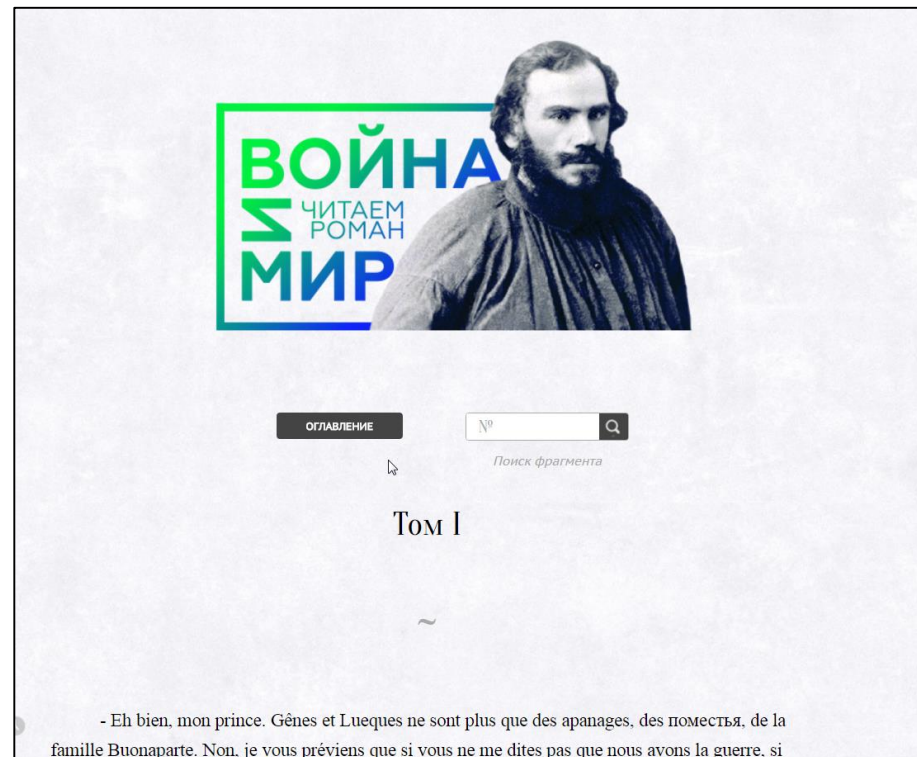 ВОЙНА
И
ЧИТАЕМ
РОМАН
МИР
ОГЛАВЛЕНИЕ
№
Поиск фрагмента
Том I
~
- Eh bien, mon prince. Gênes et Lueques ne sont plus que des apanages, des поместья, de la
famille Buonaparte. Non, je vous préviens que si vous ne me dites pas que nous avons la guerre, si